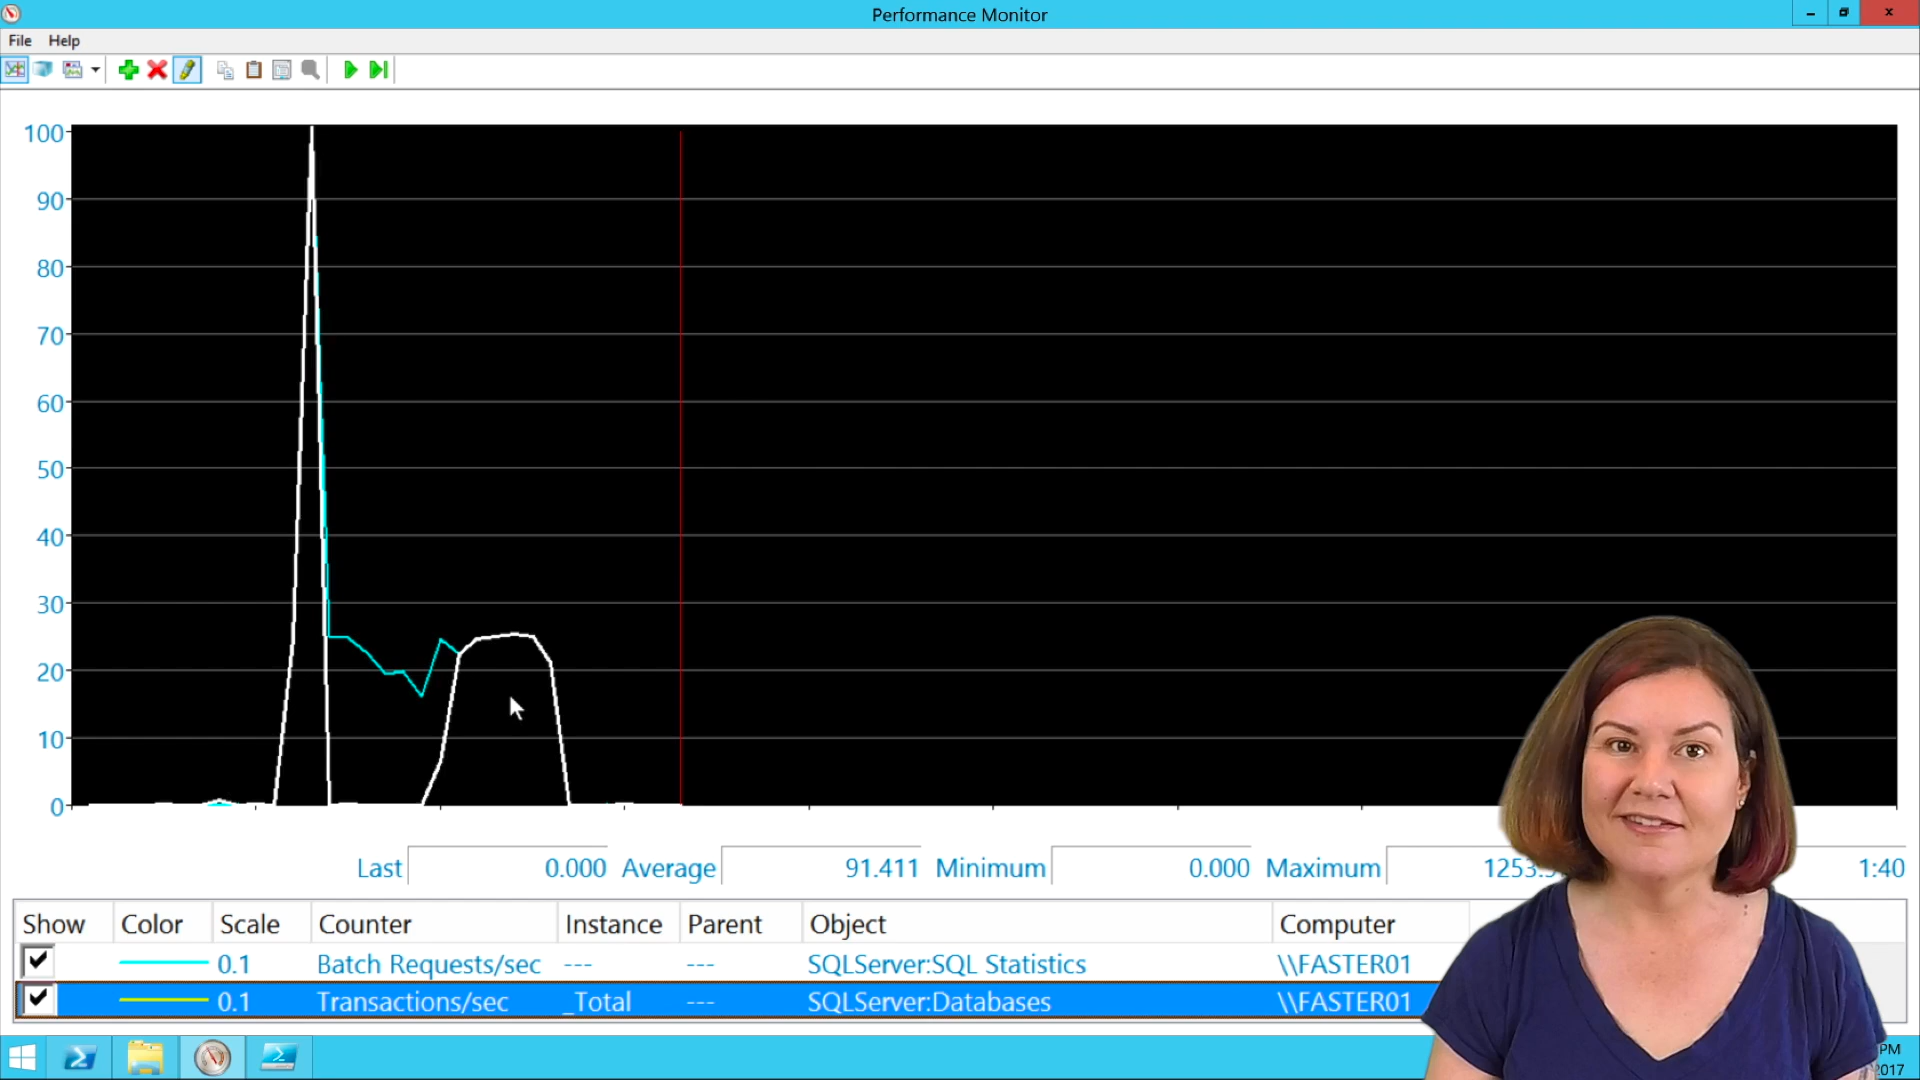 Performance Monitor
File Help
100
90
80
70
60
50
40
30
20
10
0
Last 0.000 Average 91.411 Minimum 0.000 Maximum 1253. 1:40
Show Color Scale Counter Instance Parent Object Computer
0.1 Batch Requests/sec --- --- SQLServer:SQL Statistics \\FASTER01
0.1 Transactions/sec _Total --- SQLServer:Databases \\FASTER01
PM
2017